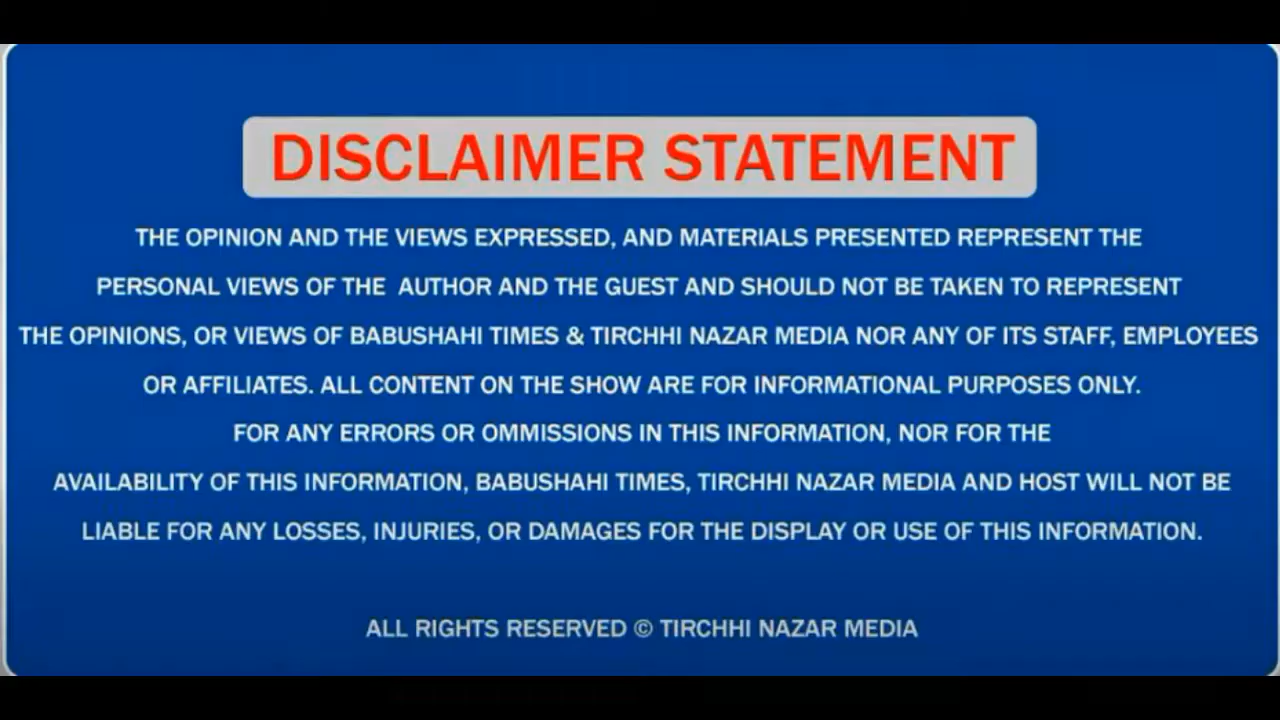 DISCLAIMER STATEMENT
THE OPINION AND THE VIEWS EXPRESSED, AND MATERIALS PRESENTED REPRESENT THE
PERSONAL VIEWS OF THE AUTHOR AND THE GUEST AND SHOULD NOT BE TAKEN TO REPRESENT
THE OPINIONS, OR VIEWS OF BABUSHAHI TIMES & TIRCHHI NAZAR MEDIA NOR ANY OF ITS STAFF, EMPLOYEES
OR AFFILIATES. ALL CONTENT ON THE SHOW ARE FOR INFORMATIONAL PURPOSES ONLY.
FOR ANY ERRORS OR OMMISSIONS IN THIS INFORMATION, NOR FOR THE
AVAILABILITY OF THIS INFORMATION, BABUSHAHI TIMES, TIRCHHI NAZAR MEDIA AND HOST WILL NOT BE
LIABLE FOR ANY LOSSES, INJURIES, OR DAMAGES FOR THE DISPLAY OR USE OF THIS INFORMATION.
ALL RIGHTS RESERVED © TIRCHHI NAZAR MEDIA